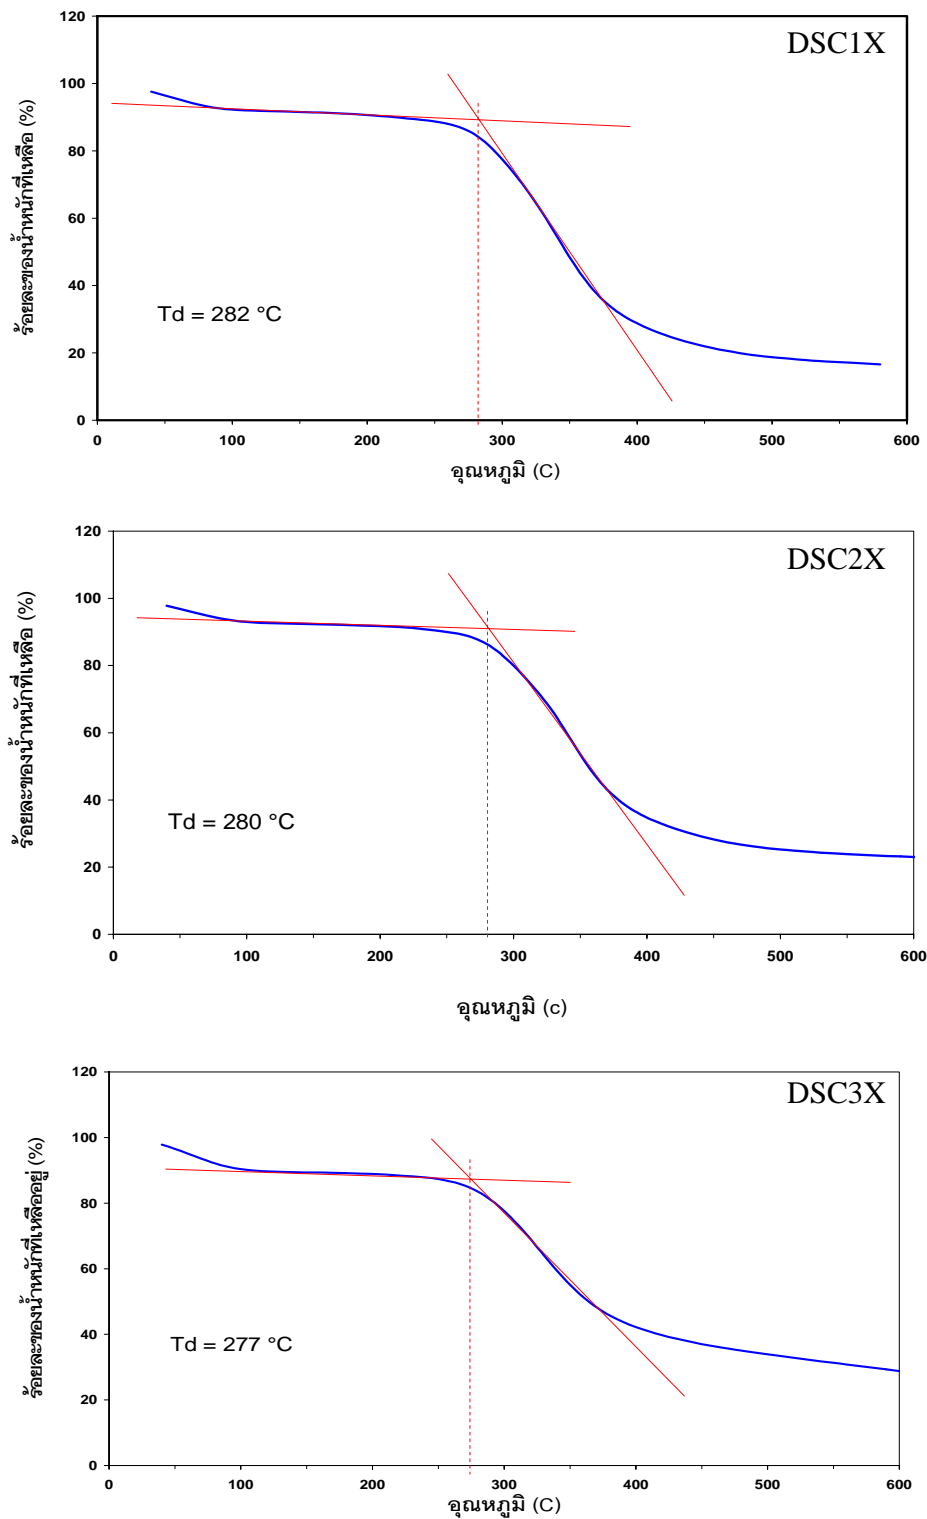 DSC1X
ร้อยละของน้ำหนักที่เหลือ (%)
120
100
80
60
40
20
0
Td = 282 °C
0 100 200 300 400 500 600
อุณหภูมิ (C)
DSC2X
ร้อยละของน้ำหนักที่เหลือ (%)
120
100
80
60
40
20
0
Td = 280 °C
0 100 200 300 400 500 600
อุณหภูมิ (c)
DSC3X
ร้อยละของน้ำหนักที่เหลืออยู่ (%)
120
100
80
60
40
20
0
Td = 277 °C
0 100 200 300 400 500 600
อุณหภูมิ (C)